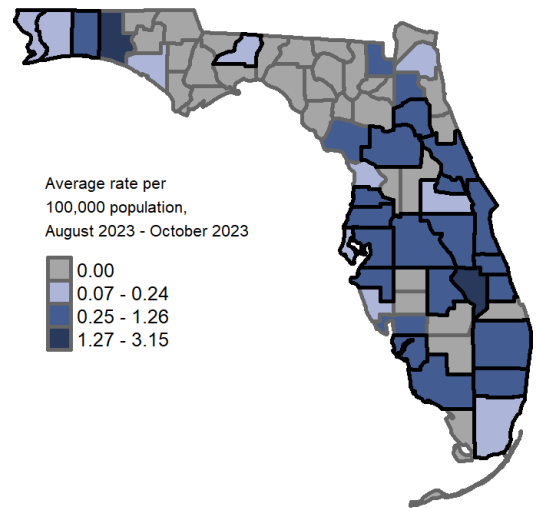 Average rate per
100,000 population,
August 2023 - October 2023
0.00
0.07 - 0.24
0.25 - 1.26
1.27 - 3.15